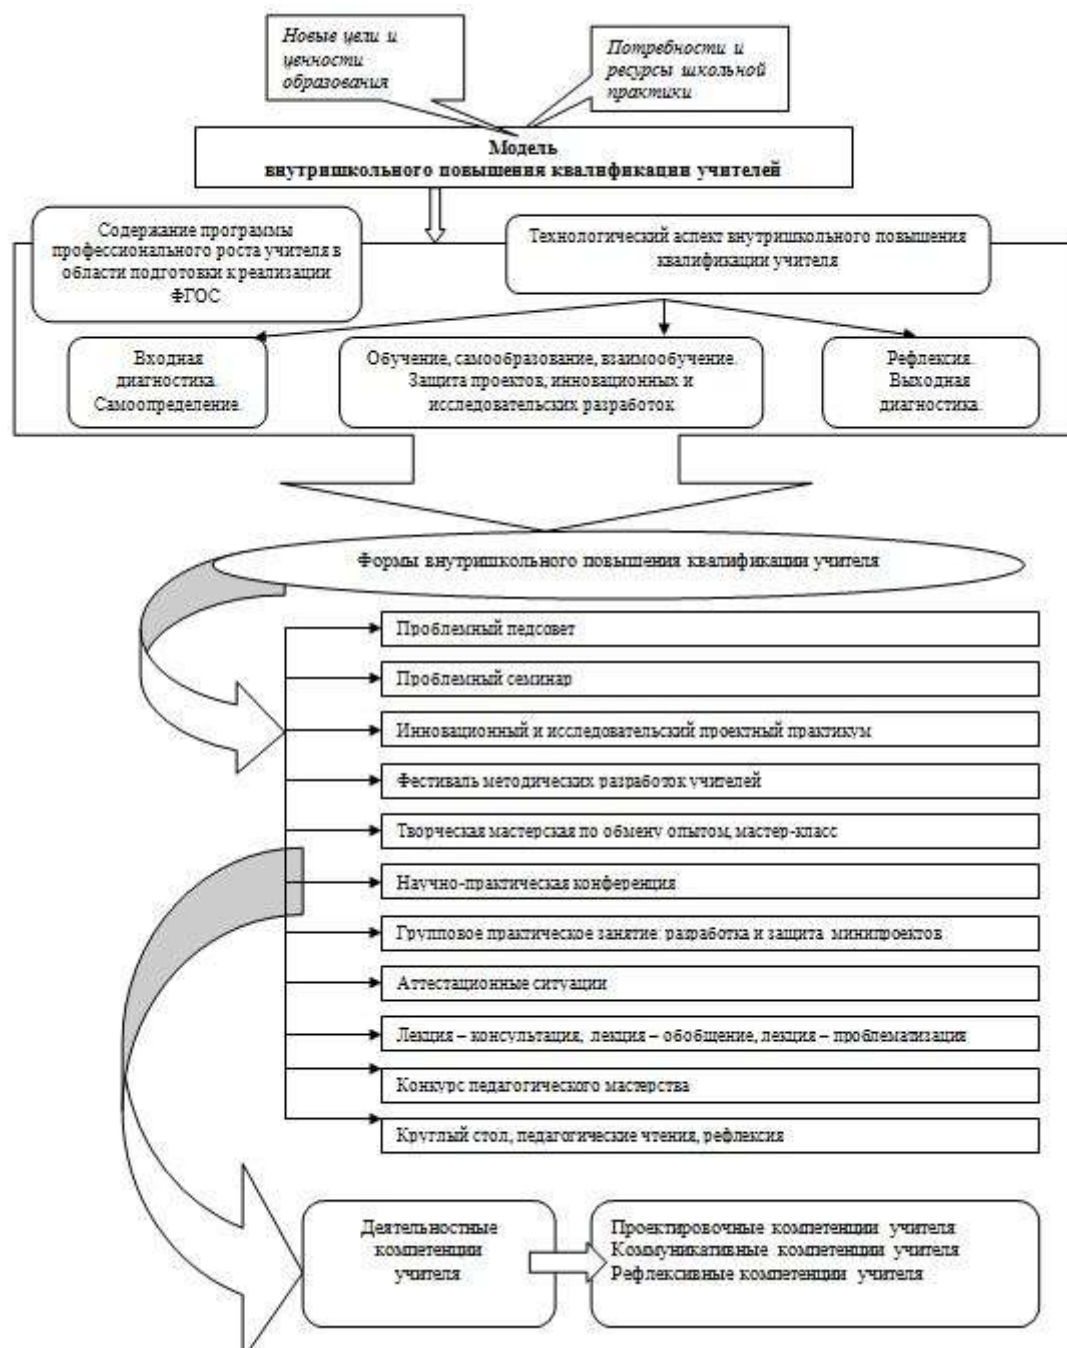 Новые цели и
ценности
образования
Потребности и
ресурсы школьной
практики
Модель
внутришкольного повышения квалификации учителей
Содержание программы
профессионального роста учителя в
области подготовки к реализации
ФГОС
Технологический аспект внутришкольного повышения
квалификации учителя
Входная
диагностика.
Самоопределение.
Обучение, самообразование, взаимообучение.
Защита проектов, инновационных и
исследовательских разработок
Рефлексия.
Выходная
диагностика.
Формы внутришкольного повышения квалификации учителя
Проблемный педсовет
Проблемный семинар
Инновационный и исследовательский проектный практикум
Фестиваль методических разработок учителей
Творческая мастерская по обмену опытом, мастер-класс
Научно-практическая конференция
Групповое практическое занятие: разработка и защита минипроектов
Аттестационные ситуации
Лекция – консультация, лекция – обобщение, лекция – проблематизация
Конкурс педагогического мастерства
Круглый стол, педагогические чтения, рефлексия
Деятельностные
компетенции
учителя
Проектировочные компетенции учителя
Коммуникативные компетенции учителя
Рефлексивные компетенции учителя